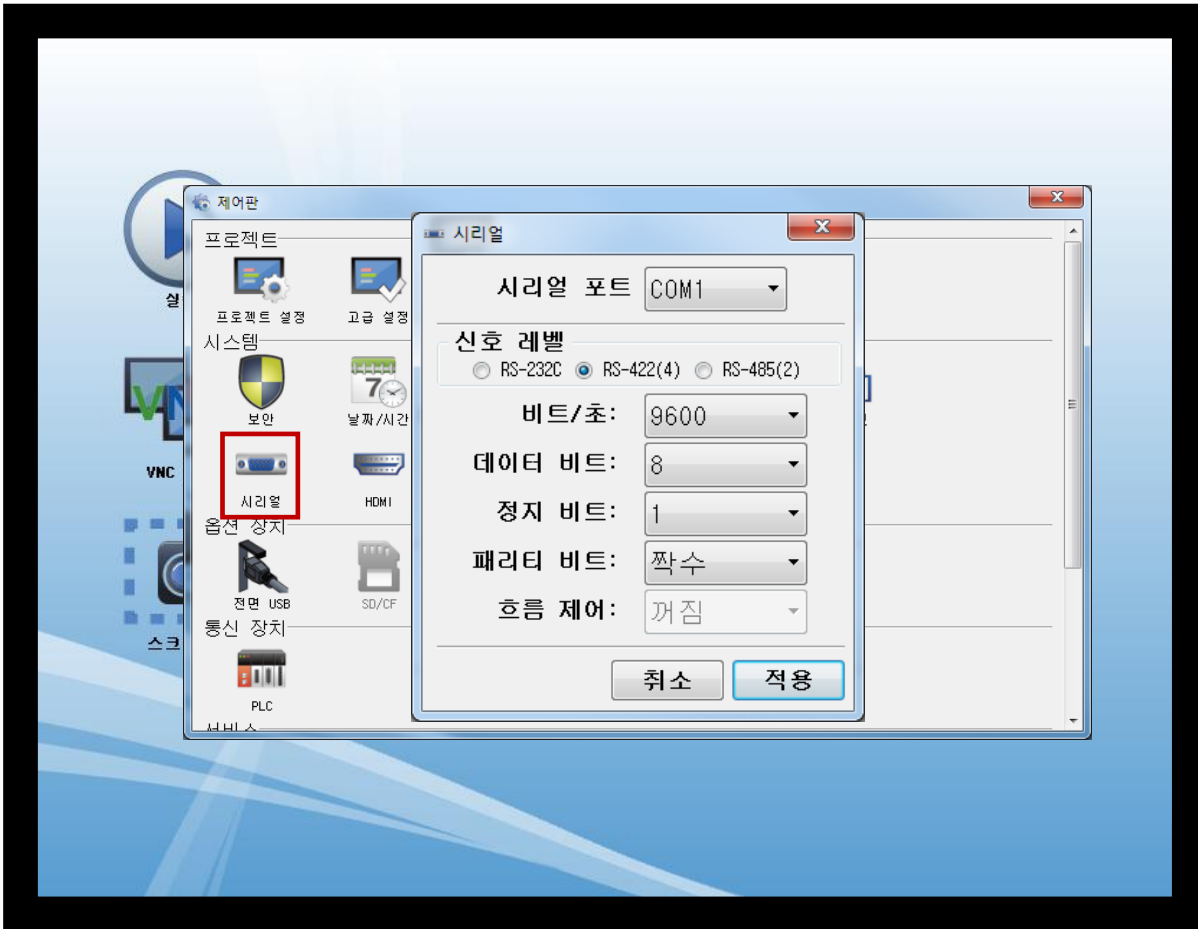 제어판
프로젝트
프로젝트 설정
고급 설정
시스템
보안
날짜/시간
시리얼
HDMI
옵션 장치
전면 USB
SD/CF
통신 장치
PLC
서비스
VNC
스크
시리얼
시리얼 포트 COM1
신호 레벨
RS-232C RS-422(4) RS-485(2)
비트/초: 9600
데이터 비트: 8
정지 비트: 1
패리티 비트: 짝수
흐름 제어: 꺼짐
취소 적용